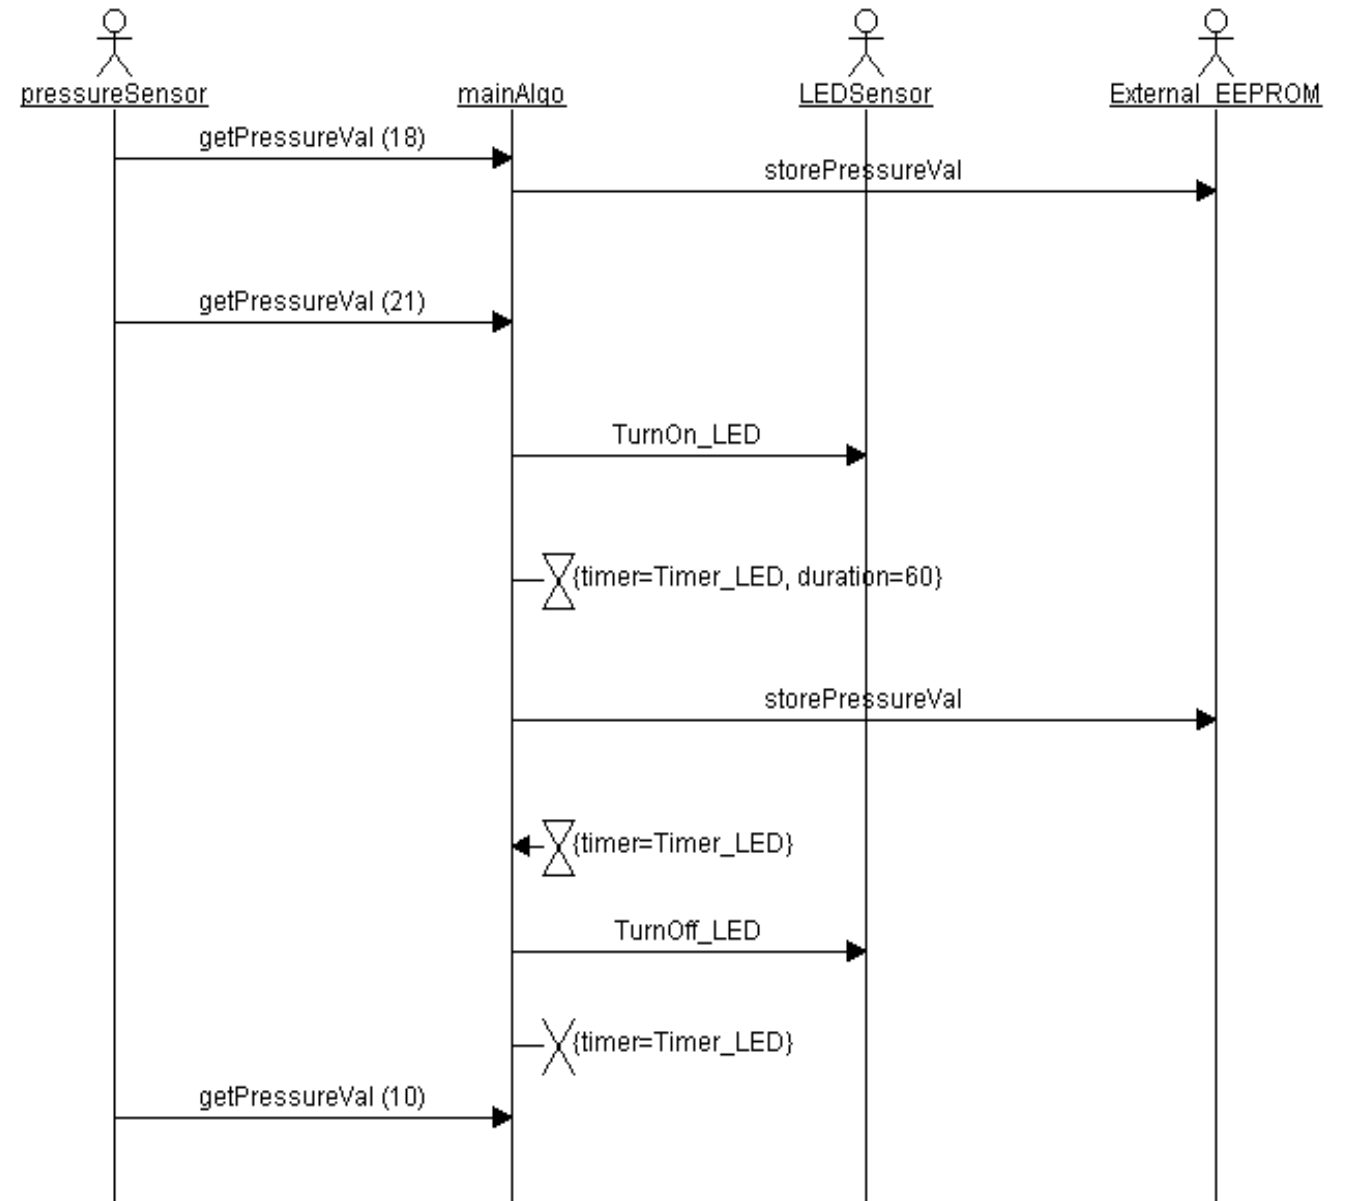 pressureSensor mainAlgo LEDSensor External_EEPROM
getPressureVal (18)
storePressureVal
getPressureVal (21)
TurnOn_LED
{timer=Timer_LED, duration=60}
storePressureVal
{timer=Timer_LED}
TurnOff_LED
{timer=Timer_LED}
getPressureVal (10)